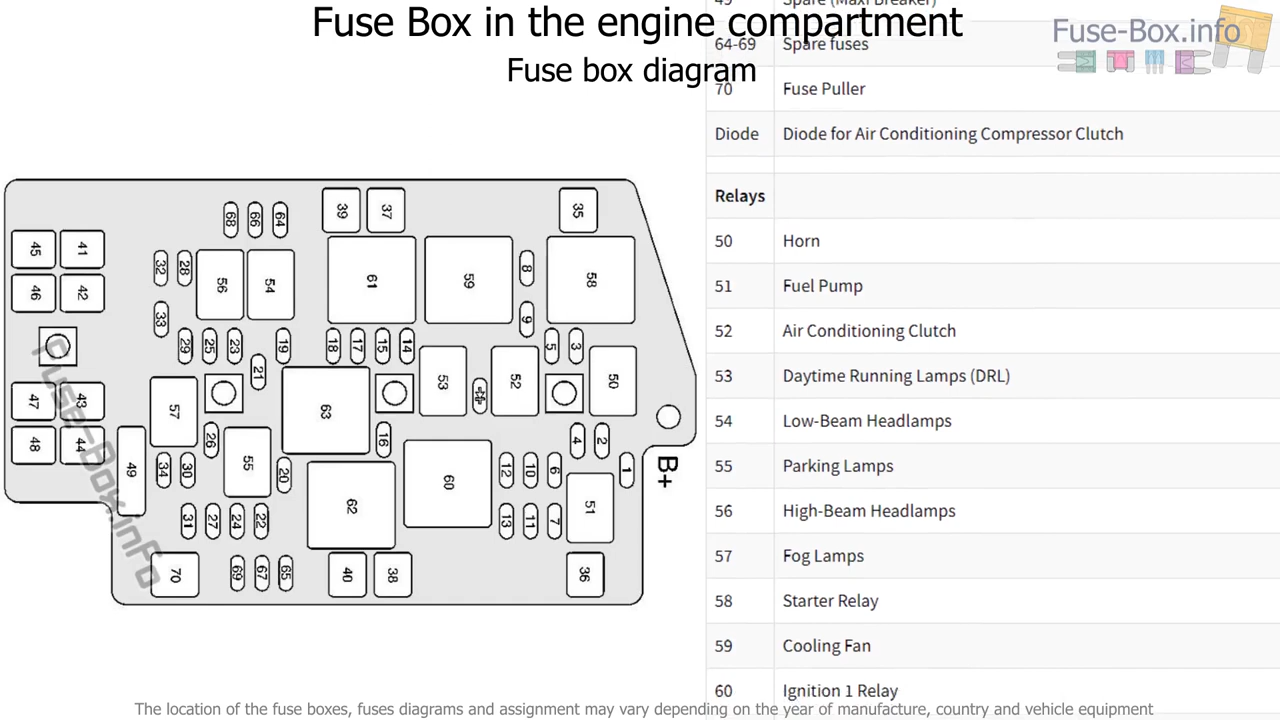 Fuse Box in the engine compartment
Fuse box diagram
Fuse-Box.info
49 Spare (Maxi Breaker)
64-69 Spare fuses
70 Fuse Puller
Diode Diode for Air Conditioning Compressor Clutch
Relays
50 Horn
51 Fuel Pump
52 Air Conditioning Clutch
53 Daytime Running Lamps (DRL)
54 Low-Beam Headlamps
55 Parking Lamps
56 High-Beam Headlamps
57 Fog Lamps
58 Starter Relay
59 Cooling Fan
60 Ignition 1 Relay
68 66 64 39 37 35
45 41
32 28 56 54 61 59 8 58
46 42
33 9
29 25 23 19 18 17 15 14 5 3
21 53 52 50
47 43 57 63
48 44 26 16 4 2
49 34 30 55 20 60 12 10 6 1
B+
31 27 24 22 62 13 11 7 51
70 69 67 65 40 38 36
Fuse-Box.info
The location of the fuse boxes, fuses diagrams and assignment may vary depending on the year of manufacture, country and vehicle equipment